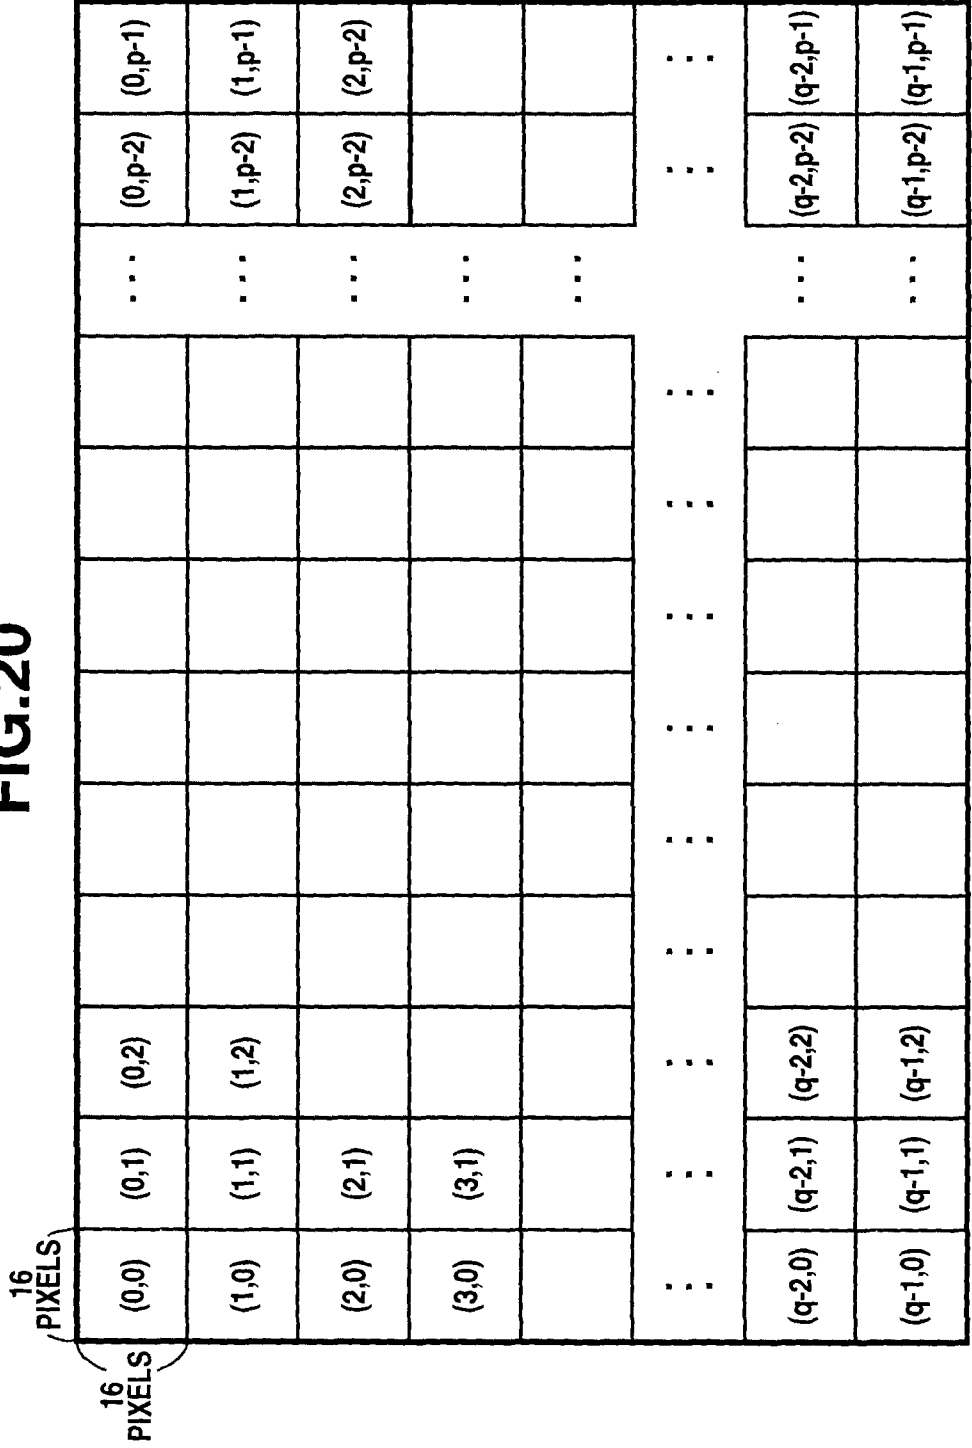 FIG.20
16
PIXELS
16
PIXELS
(0,0) (0,1) (0,2) ... (0,p-2) (0,p-1)
(1,0) (1,1) (1,2) ... (1,p-2) (1,p-1)
(2,0) (2,1) ... (2,p-2) (2,p-2)
(3,0) (3,1) ...
...
... ... ... ... ... ... ... ... ... ... ...
(q-2,0) (q-2,1) (q-2,2) ... (q-2,p-2) (q-2,p-1)
(q-1,0) (q-1,1) (q-1,2) ... (q-1,p-2) (q-1,p-1)